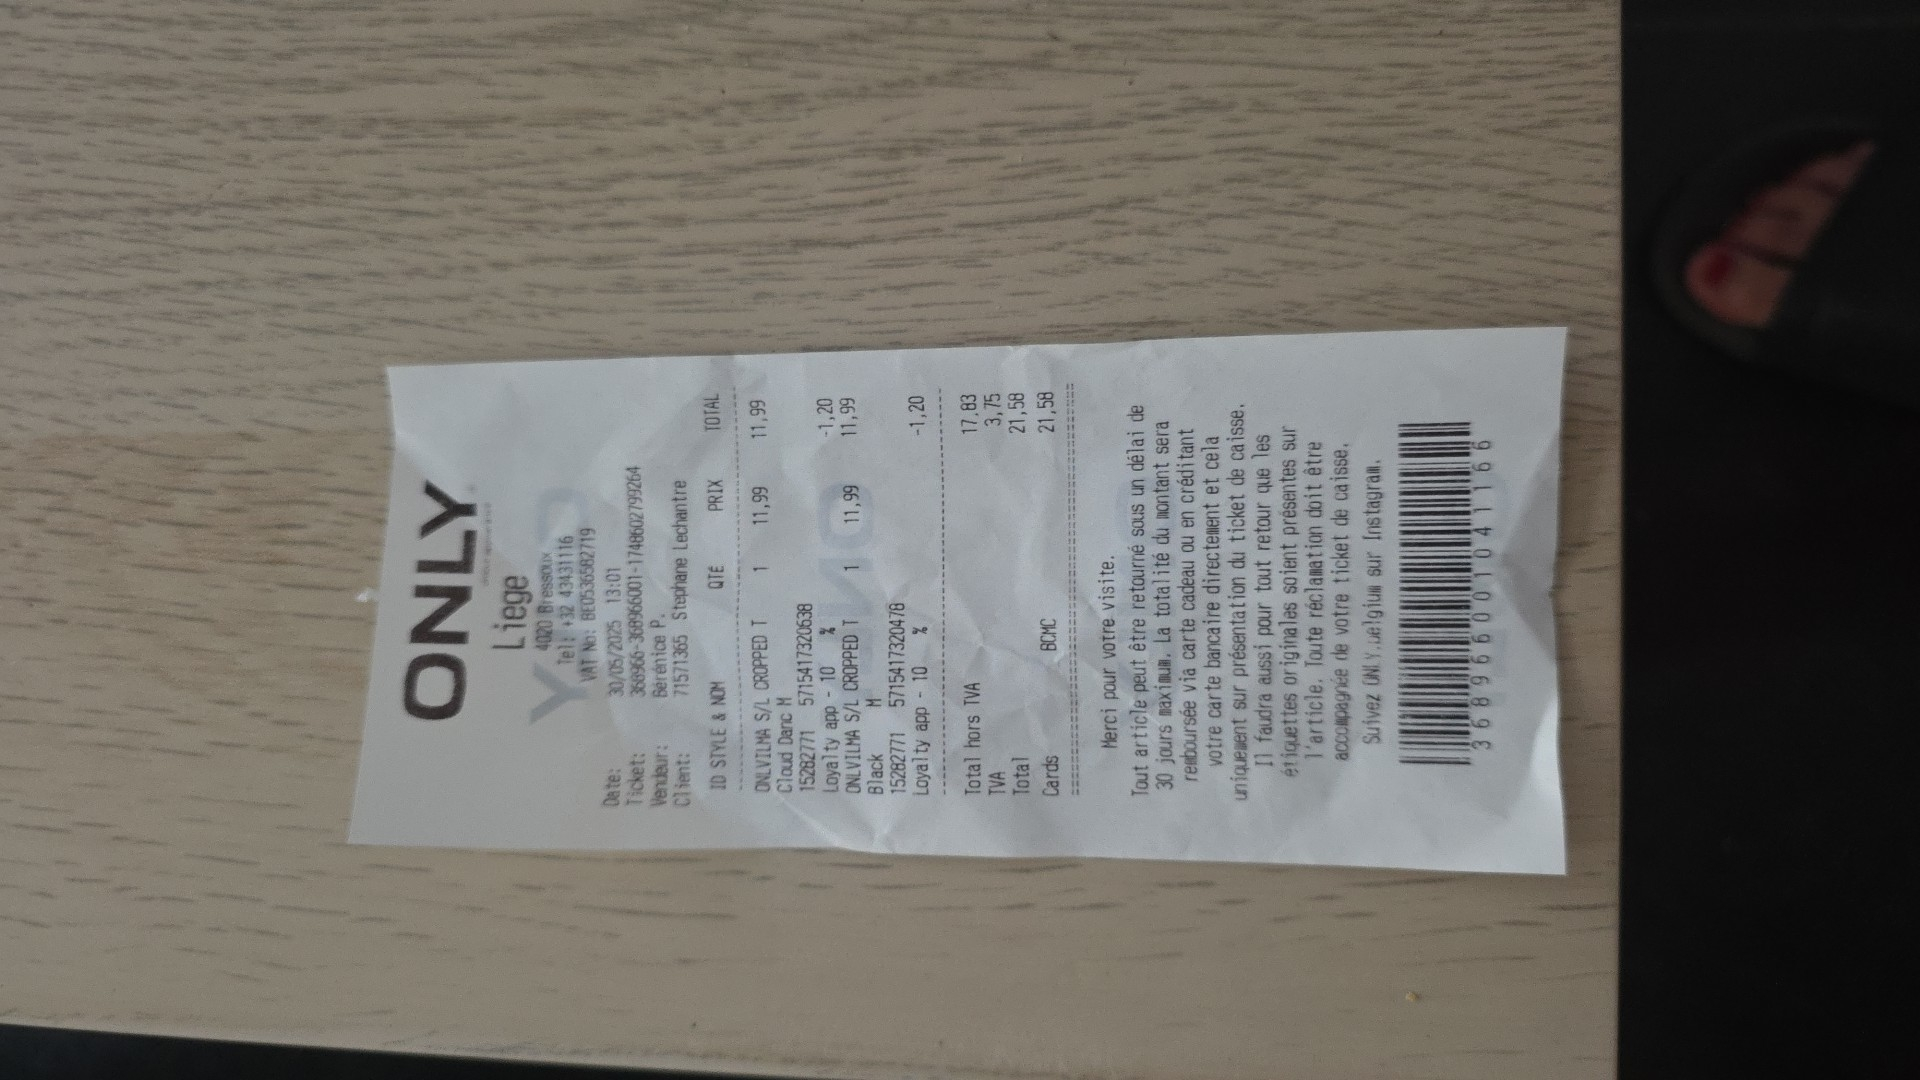 ONLY
Liège
4020 Bressoux
Tel: +32 43431116
VAT No: BE0536582719
Date: 30/05/2025 13:01
Ticket: 368966-368966001-1748602799264
Vendeur: Bérénice P.
Client: 71571365 Stephane Lechantre
ID STYLE & NOM QTÉ PRIX TOTAL
ONLVILMA S/L CROPPED T 1 11,99 11,99
Cloud Danc M
15282771 5715417320638
Loyalty app - 10 % -1,20
ONLVILMA S/L CROPPED T 1 11,99 11,99
Black M
15282771 5715417320478
Loyalty app - 10 % -1,20
Total hors TVA 17,83
TVA 3,75
Total 21,58
Cards BCMC 21,58
Merci pour votre visite.
Tout article peut être retourné sous un délai de
30 jours maximum. La totalité du montant sera
remboursée via carte cadeau ou en créditant
votre carte bancaire directement et cela
uniquement sur présentation du ticket de caisse.
Il faudra aussi pour tout retour que les
étiquettes originales soient présentes sur
l'article. Toute réclamation doit être
accompagnée de votre ticket de caisse.
Suivez ONLY.belgium sur Instagram.
368966001041166